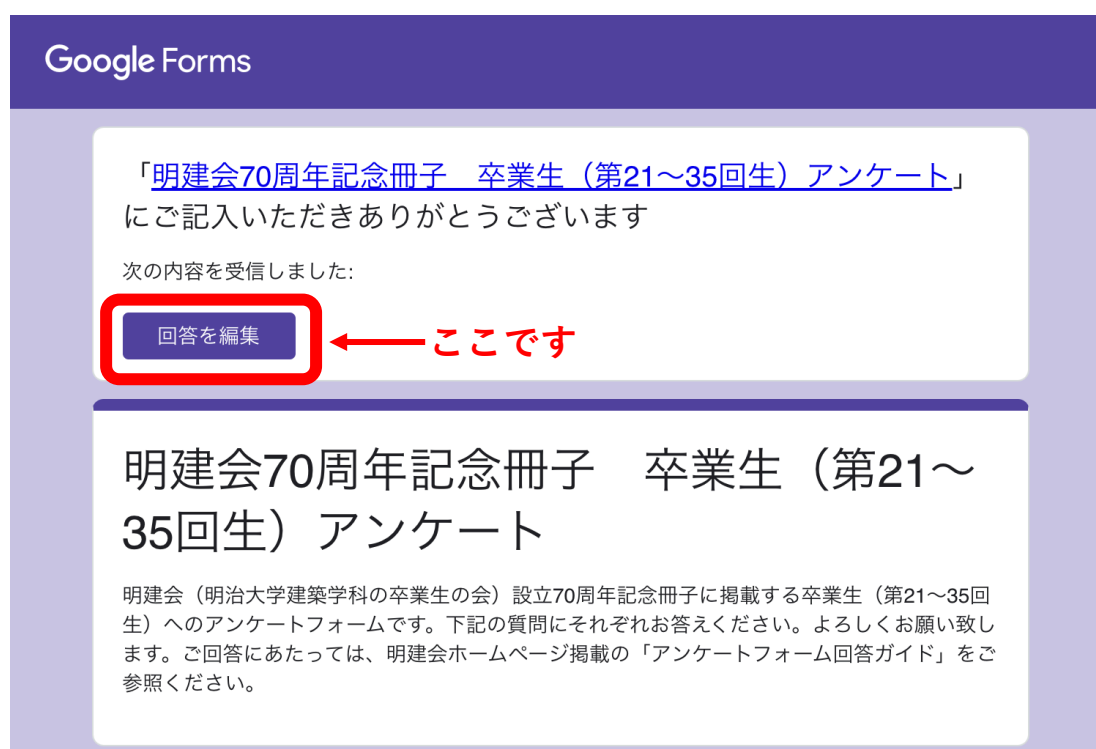 Google Forms
「明建会70周年記念冊子　卒業生（第21〜35回生）アンケート」
にご記入いただきありがとうございます
次の内容を受信しました:
回答を編集
ここです
明建会70周年記念冊子　卒業生（第21〜
35回生）アンケート
明建会（明治大学建築学科の卒業生の会）設立70周年記念冊子に掲載する卒業生（第21〜35回
生）へのアンケートフォームです。下記の質問にそれぞれお答えください。よろしくお願い致し
ます。ご回答にあたっては、明建会ホームページ掲載の「アンケートフォーム回答ガイド」をご
参照ください。